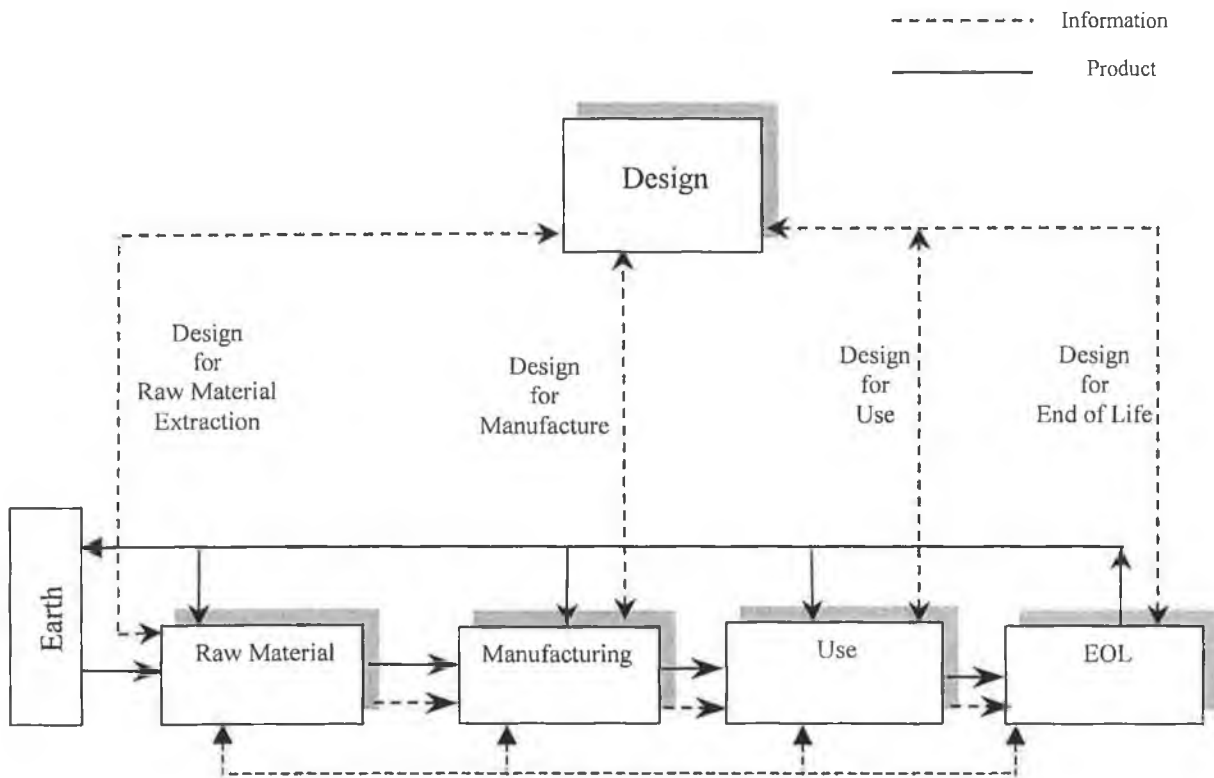 Information
Product
Design
Design
for
Raw Material
Extraction
Design
for
Manufacture
Design
for
Use
Design
for
End of Life
Earth
Raw Material
Manufacturing
Use
EOL